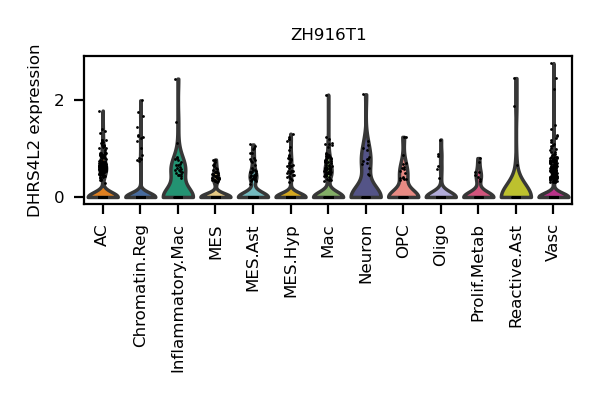 ZH916T1
DHRS4L2 expression
2
0
AC
Chromatin.Reg
Inflammatory.Mac
MES
MES.Ast
MES.Hyp
Mac
Neuron
OPC
Oligo
Prolif.Metab
Reactive.Ast
Vasc